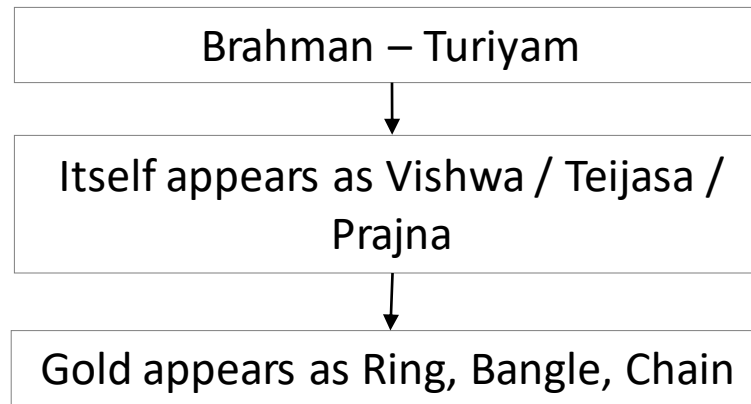 Brahman – Turiyam
Itself appears as Vishwa / Teijasa /
Prajna
Gold appears as Ring, Bangle, Chain